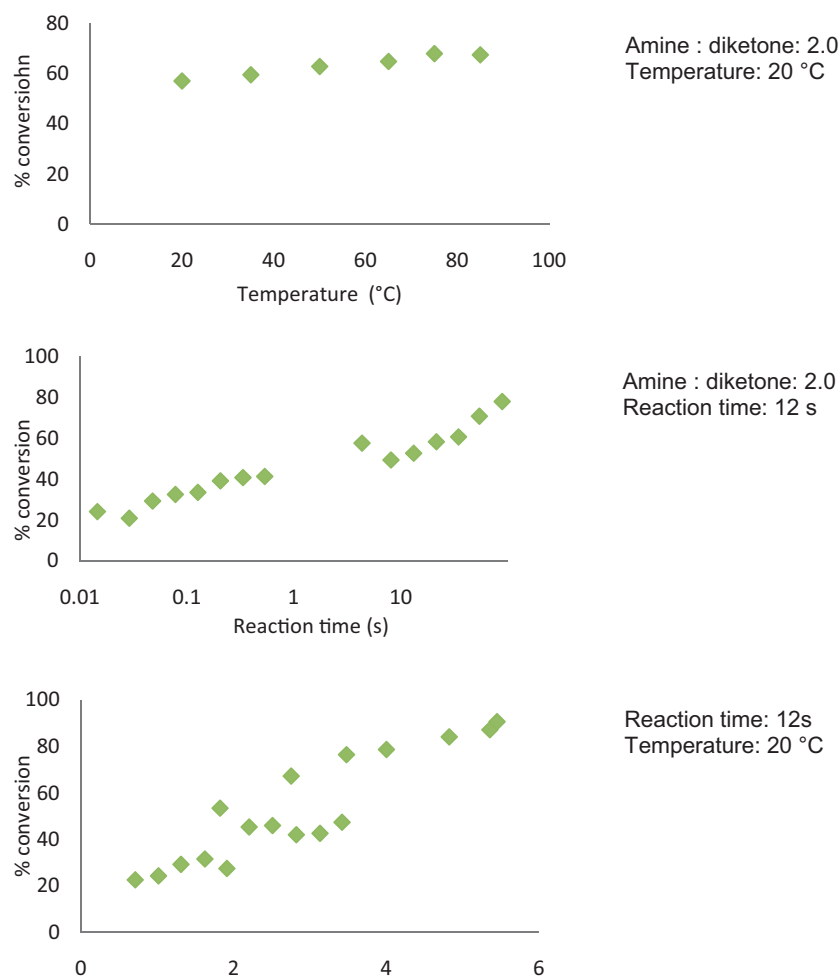 80
60
40
20
0
% conversiohn
0 20 40 60 80 100
Temperature (°C)
Amine : diketone: 2.0
Temperature: 20 °C
100
80
60
40
20
0
% conversion
0.01 0.1 1 10
Reaction time (s)
Amine : diketone: 2.0
Reaction time: 12 s
100
80
60
40
20
0
% conversion
0 2 4 6
Reaction time: 12s
Temperature: 20 °C